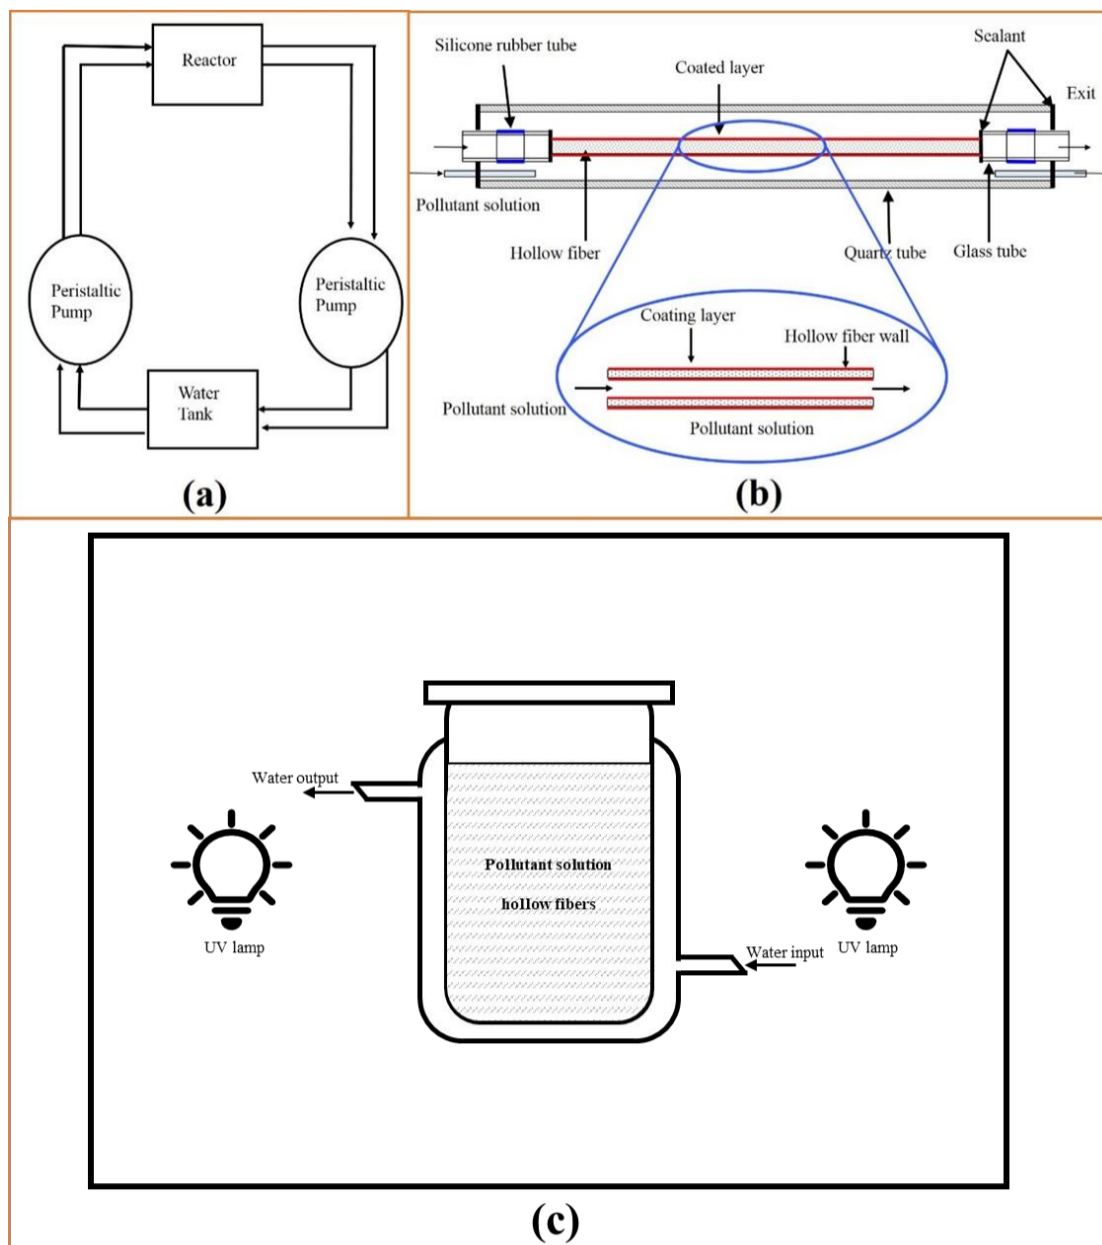 Reactor
Peristaltic
Pump
Peristaltic
Pump
Water
Tank
(a)
Silicone rubber tube
Coated layer
Sealant
Exit
Pollutant solution
Hollow fiber
Quartz tube
Glass tube
Coating layer
Hollow fiber wall
Pollutant solution
Pollutant solution
(b)
Water output
Pollutant solution
hollow fibers
UV lamp
Water input
UV lamp
(c)